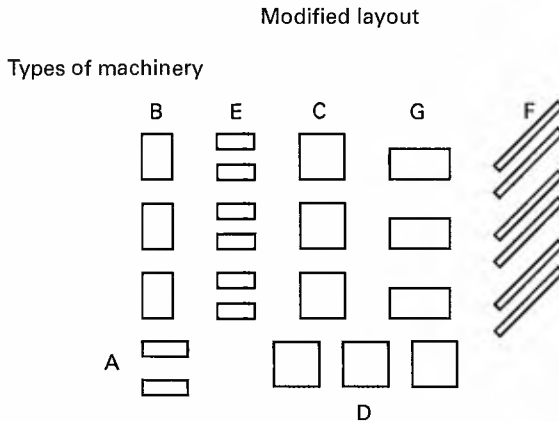 Modified layout
Types of machinery
B E C G F
A
D